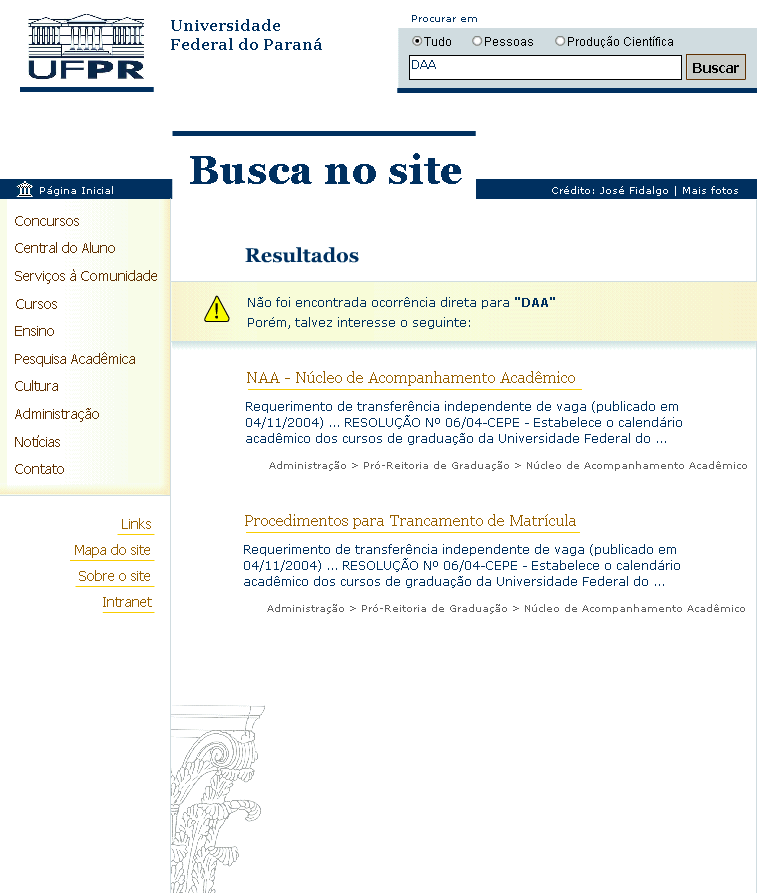 UFPR
Universidade
Federal do Paraná
Procurar em
Tudo Pessoas Produção Científica
DAA Buscar
Busca no site
Página Inicial
Crédito: José Fidalgo | Mais fotos
Concursos
Central do Aluno
Serviços à Comunidade
Cursos
Ensino
Pesquisa Acadêmica
Cultura
Administração
Notícias
Contato
Links
Mapa do site
Sobre o site
Intranet
Resultados
Não foi encontrada ocorrência direta para "DAA"
Porém, talvez interesse o seguinte:
NAA - Núcleo de Acompanhamento Acadêmico
Requerimento de transferência independente de vaga (publicado em
04/11/2004) ... RESOLUÇÃO Nº 06/04-CEPE - Estabelece o calendário
acadêmico dos cursos de graduação da Universidade Federal do ...
Administração > Pró-Reitoria de Graduação > Núcleo de Acompanhamento Acadêmico
Procedimentos para Trancamento de Matrícula
Requerimento de transferência independente de vaga (publicado em
04/11/2004) ... RESOLUÇÃO Nº 06/04-CEPE - Estabelece o calendário
acadêmico dos cursos de graduação da Universidade Federal do ...
Administração > Pró-Reitoria de Graduação > Núcleo de Acompanhamento Acadêmico